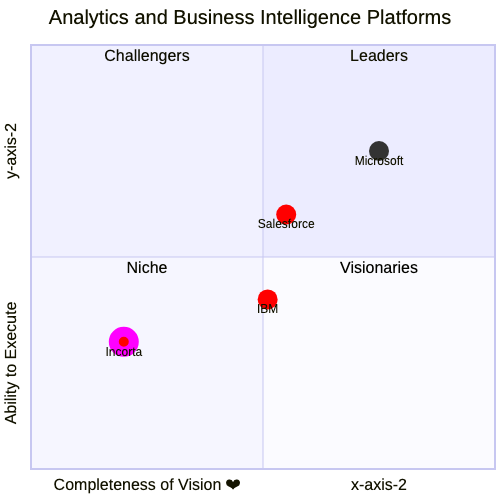 Analytics and Business Intelligence Platforms
Challengers
Leaders
y-axis-2
Microsoft
Salesforce
Niche
Visionaries
IBM
Ability to Execute
Incorta
Completeness of Vision ❤
x-axis-2